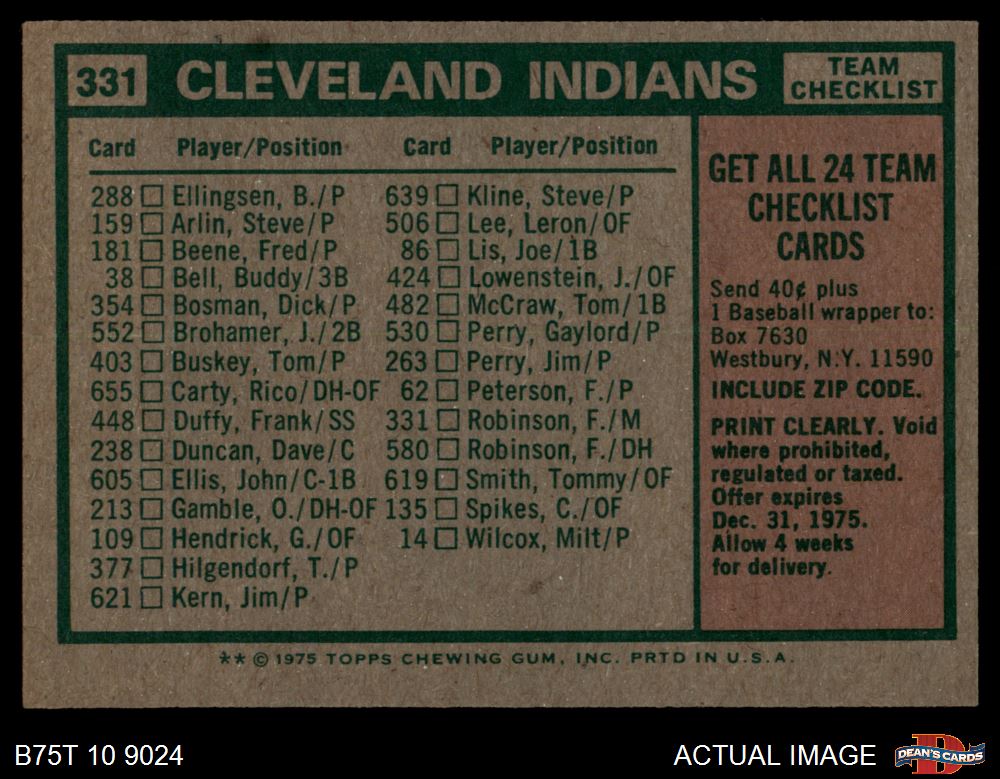 331 CLEVELAND INDIANS TEAM CHECKLIST
Card Player/Position Card Player/Position
288 Ellingsen, B./P
159 Arlin, Steve/P
181 Beene, Fred/P
38 Bell, Buddy/3B
354 Bosman, Dick/P
552 Brohamer, J./2B
403 Buskey, Tom/P
655 Carty, Rico/DH-OF
448 Duffy, Frank/SS
238 Duncan, Dave/C
605 Ellis, John/C-1B
213 Gamble, O./DH-OF
109 Hendrick, G./OF
377 Hilgendorf, T./P
621 Kern, Jim/P
639 Kline, Steve/P
506 Lee, Leron/OF
86 Lis, Joe/1B
424 Lowenstein, J./OF
482 McCraw, Tom/1B
530 Perry, Gaylord/P
263 Perry, Jim/P
62 Peterson, F./P
331 Robinson, F./M
580 Robinson, F./DH
619 Smith, Tommy/OF
135 Spikes, C./OF
14 Wilcox, Milt/P
GET ALL 24 TEAM
CHECKLIST
CARDS
Send 40¢ plus
1 Baseball wrapper to:
Box 7630
Westbury, N.Y. 11590
INCLUDE ZIP CODE.
PRINT CLEARLY. Void
where prohibited,
regulated or taxed.
Offer expires
Dec. 31, 1975.
Allow 4 weeks
for delivery.
** © 1975 TOPPS CHEWING GUM, INC. PRTD IN U.S.A.
B75T 10 9024 ACTUAL IMAGE
D
DEAN'S CARDS